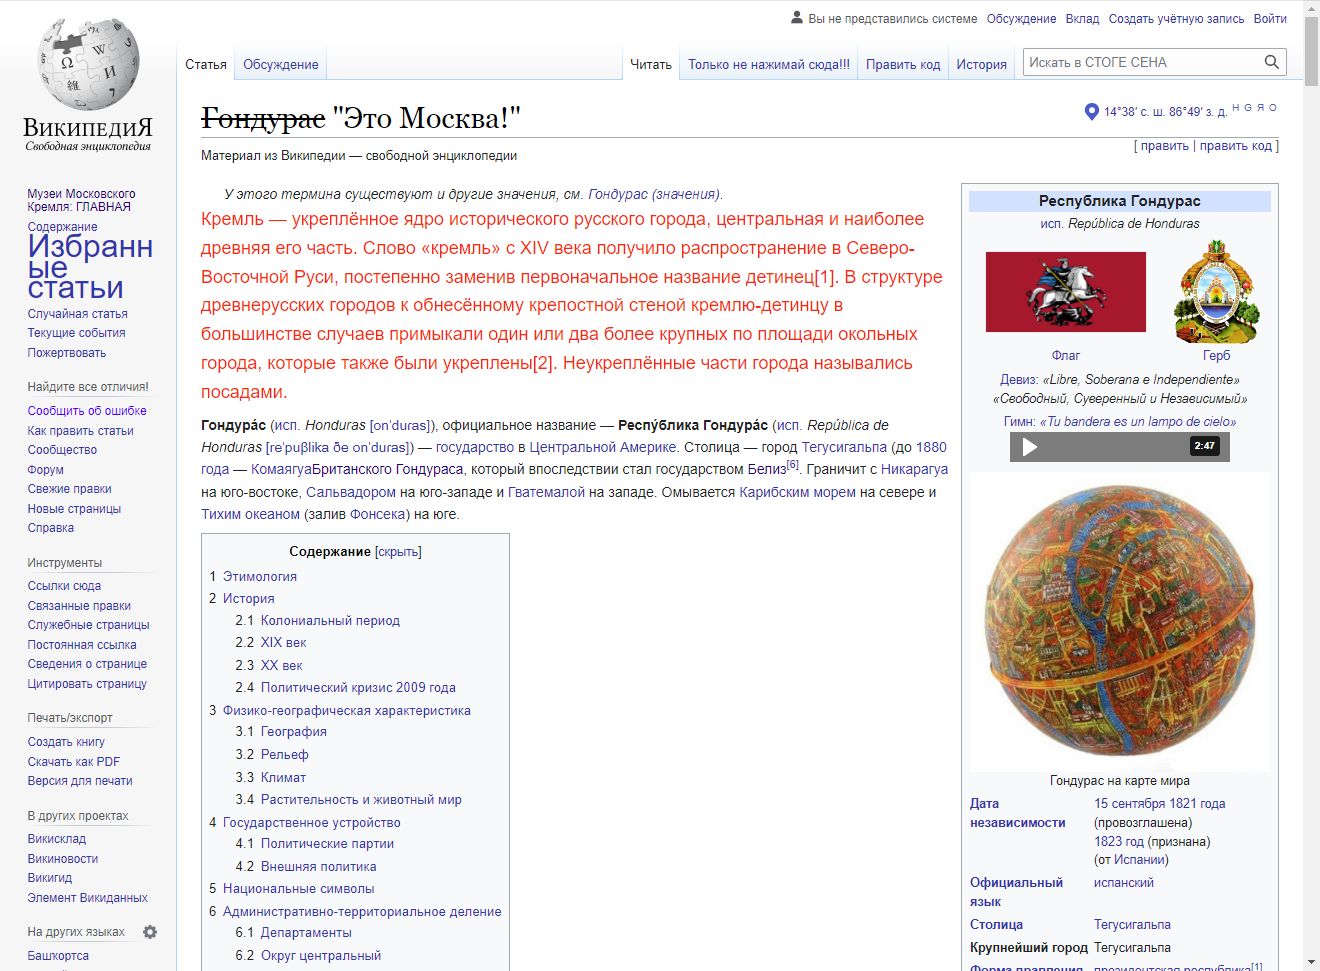 Вы не представились системе Обсуждение Вклад Создать учётную запись Войти
Статья Обсуждение Читать Только не нажимай сюда!!! Править код История Искать в СТОГЕ СЕНА
ВикипедиЯ
Свободная энциклопедия
Музеи Московского
Кремля: ГЛАВНАЯ
Содержание
Избранн
ые
статьи
Случайная статья
Текущие события
Пожертвовать
Найдите все отличия!
Сообщить об ошибке
Как править статьи
Сообщество
Форум
Свежие правки
Новые страницы
Справка
Инструменты
Ссылки сюда
Связанные правки
Служебные страницы
Постоянная ссылка
Сведения о странице
Цитировать страницу
Печать/экспорт
Создать книгу
Скачать как PDF
Версия для печати
В других проектах
Викисклад
Викиновости
Викигид
Элемент Викиданных
На других языках
Башҡортса
Гондурас "Это Москва!"
14°38′ с. ш. 86°49′ з. д. H G Я O
Материал из Википедии — свободной энциклопедии
[ править | править код ]
У этого термина существуют и другие значения, см. Гондурас (значения).
Кремль — укреплённое ядро исторического русского города, центральная и наиболее
древняя его часть. Слово «кремль» с XIV века получило распространение в Северо-
Восточной Руси, постепенно заменив первоначальное название детинец[1]. В структуре
древнерусских городов к обнесённому крепостной стеной кремлю-детинцу в
большинстве случаев примыкали один или два более крупных по площади окольных
города, которые также были укреплены[2]. Неукреплённые части города назывались
посадами.
Гондура́с (исп. Honduras [onˈduɾas]), официальное название — Респу́блика Гондура́с (исп. República de
Honduras [reˈpuβlika ðe onˈduɾas]) — государство в Центральной Америке. Столица — город Тегусигальпа (до 1880
года — КомаягуаБританского Гондураса, который впоследствии стал государством Белиз[6]. Граничит с Никарагуа
на юго-востоке, Сальвадором на юго-западе и Гватемалой на западе. Омывается Карибским морем на севере и
Тихим океаном (залив Фонсека) на юге.
Содержание [скрыть]
1 Этимология
2 История
2.1 Колониальный период
2.2 XIX век
2.3 XX век
2.4 Политический кризис 2009 года
3 Физико-географическая характеристика
3.1 География
3.2 Рельеф
3.3 Климат
3.4 Растительность и животный мир
4 Государственное устройство
4.1 Политические партии
4.2 Внешняя политика
5 Национальные символы
6 Административно-территориальное деление
6.1 Департаменты
6.2 Округ центральный
Республика Гондурас
исп. República de Honduras
Флаг Герб
Девиз: «Libre, Soberana e Independiente»
«Свободный, Суверенный и Независимый»
Гимн: «Tu bandera es un lampo de cielo»
2:47
Гондурас на карте мира
Дата независимости 15 сентября 1821 года
(провозглашена)
1823 год (признана)
(от Испании)
Официальный язык испанский
Столица Тегусигальпа
Крупнейший город Тегусигальпа
Форма правления президентская республика[1]